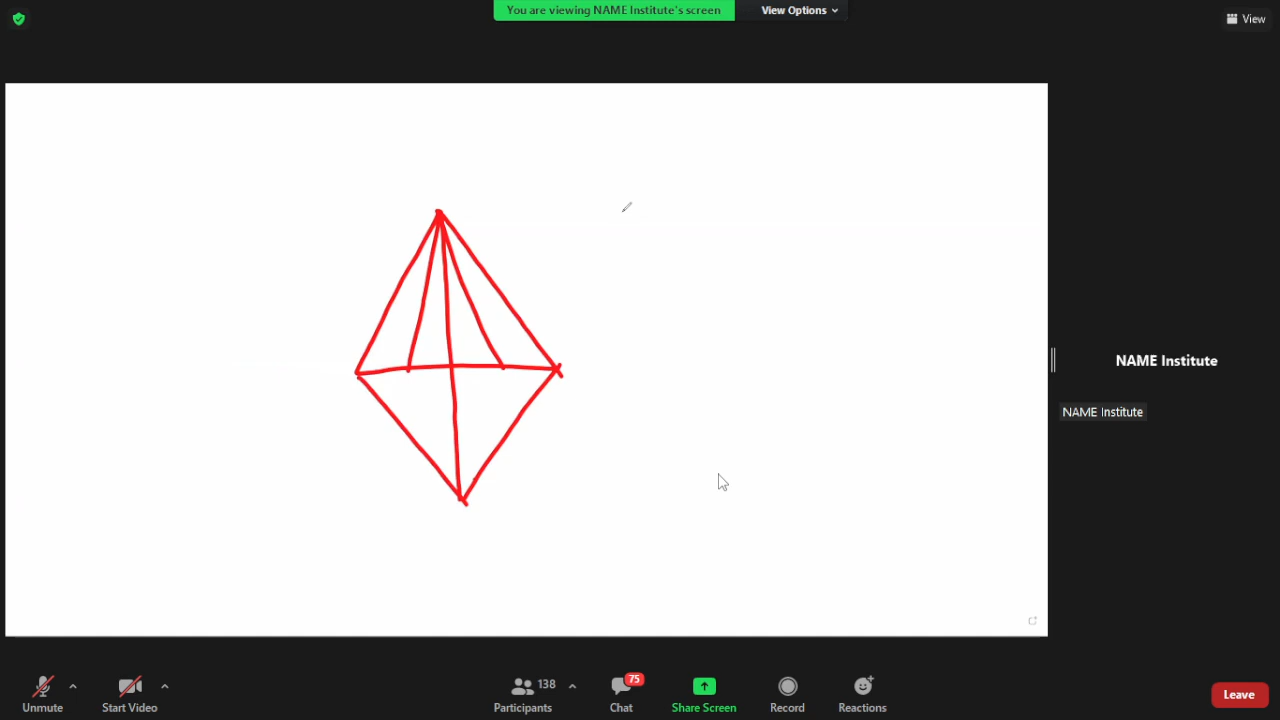 You are viewing NAME Institute's screen
View Options
View
NAME Institute
NAME Institute
Unmute
Start Video
138
Participants
75
Chat
Share Screen
Record
Reactions
Leave